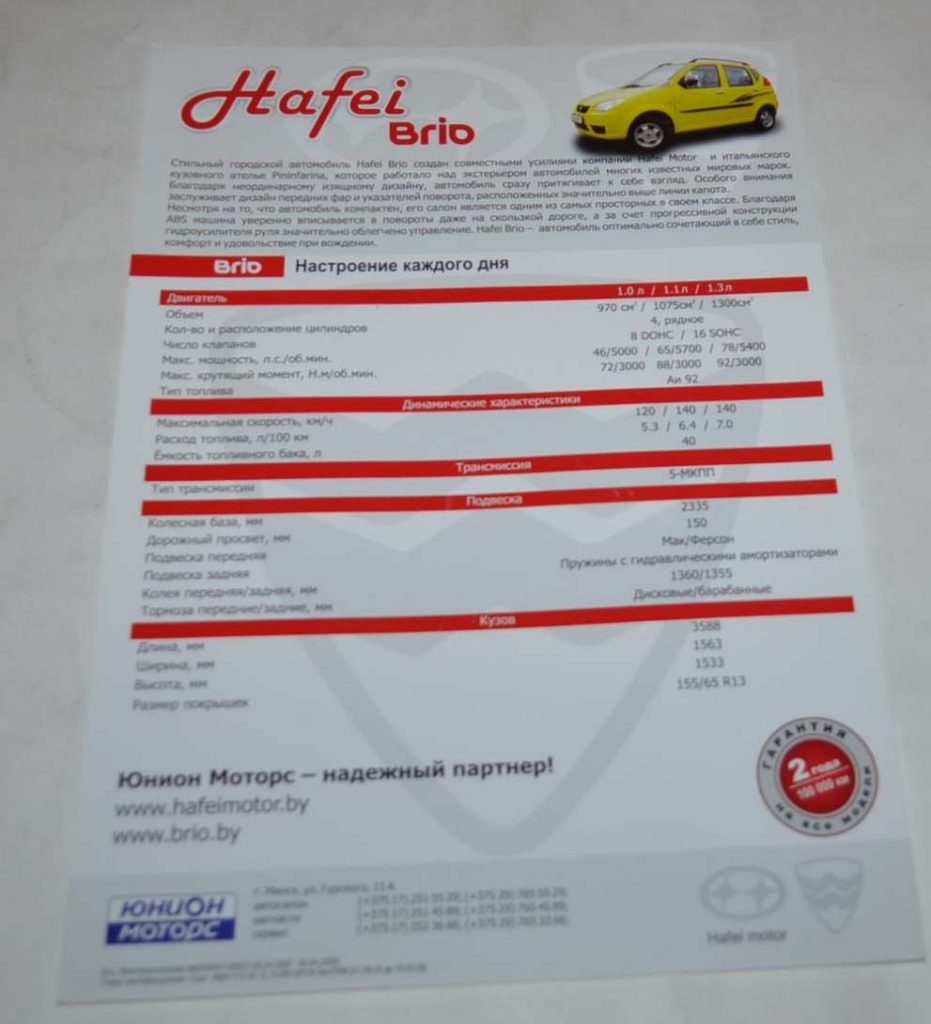 Hafei
Brio
Стильный городской автомобиль Hafei Brio создан совместными усилиями компании Hafei Motor и итальянского
кузовного ателье Pininfarina, которое работало над экстерьером автомобилей многих известных мировых марок.
Благодаря неординарному изящному дизайну, автомобиль сразу притягивает к себе взгляд. Особого внимания
заслуживает дизайн передних фар и указателей поворота, расположенных значительно выше линии капота.
Несмотря на то, что автомобиль компактен, его салон является одним из самых просторных в своем классе. Благодаря
ABS машина уверенно вписывается в повороты даже на скользкой дороге, а за счет прогрессивной конструкции
гидроусилителя руля значительно облегчено управление. Hafei Brio – автомобиль оптимально сочетающий в себе стиль,
комфорт и удовольствие при вождении.
Brio Настроение каждого дня
Двигатель 1.0 л / 1.1л / 1.3л
Объем 970 см³ / 1075см³ / 1300см³
Кол-во и расположение цилиндров 4, рядное
Число клапанов 8 DOHC / 16 SOHC
Макс. мощность, л.с./об.мин. 46/5000 / 65/5700 / 78/5400
Макс. крутящий момент, Н.м/об.мин. 72/3000 88/3000 92/3000
Тип топлива Аи 92
Динамические характеристики
Максимальная скорость, км/ч 120 / 140 / 140
Расход топлива, л/100 км 5.3 / 6.4 / 7.0
Емкость топливного бака, л 40
Трансмиссия
Тип трансмиссии 5-МКПП
Подвеска
Колесная база, мм 2335
Дорожный просвет, мм 150
Подвеска передняя Мак/Ферсон
Подвеска задняя Пружины с гидравлическими амортизаторами
Колея передняя/задняя, мм 1360/1355
Тормоза передние/задние, мм Дисковые/барабанные
Кузов
Длина, мм 3588
Ширина, мм 1563
Высота, мм 1533
Размер покрышек 155/65 R13
ГАРАНТИЯ
2 года
100 000 км
на все модели
Юнион Моторс – надежный партнер!
www.hafeimotor.by
www.brio.by
ЮНИОН
МОТОРС
г. Минск, ул.
автосалон
запчасти
сервис
Hafei motor